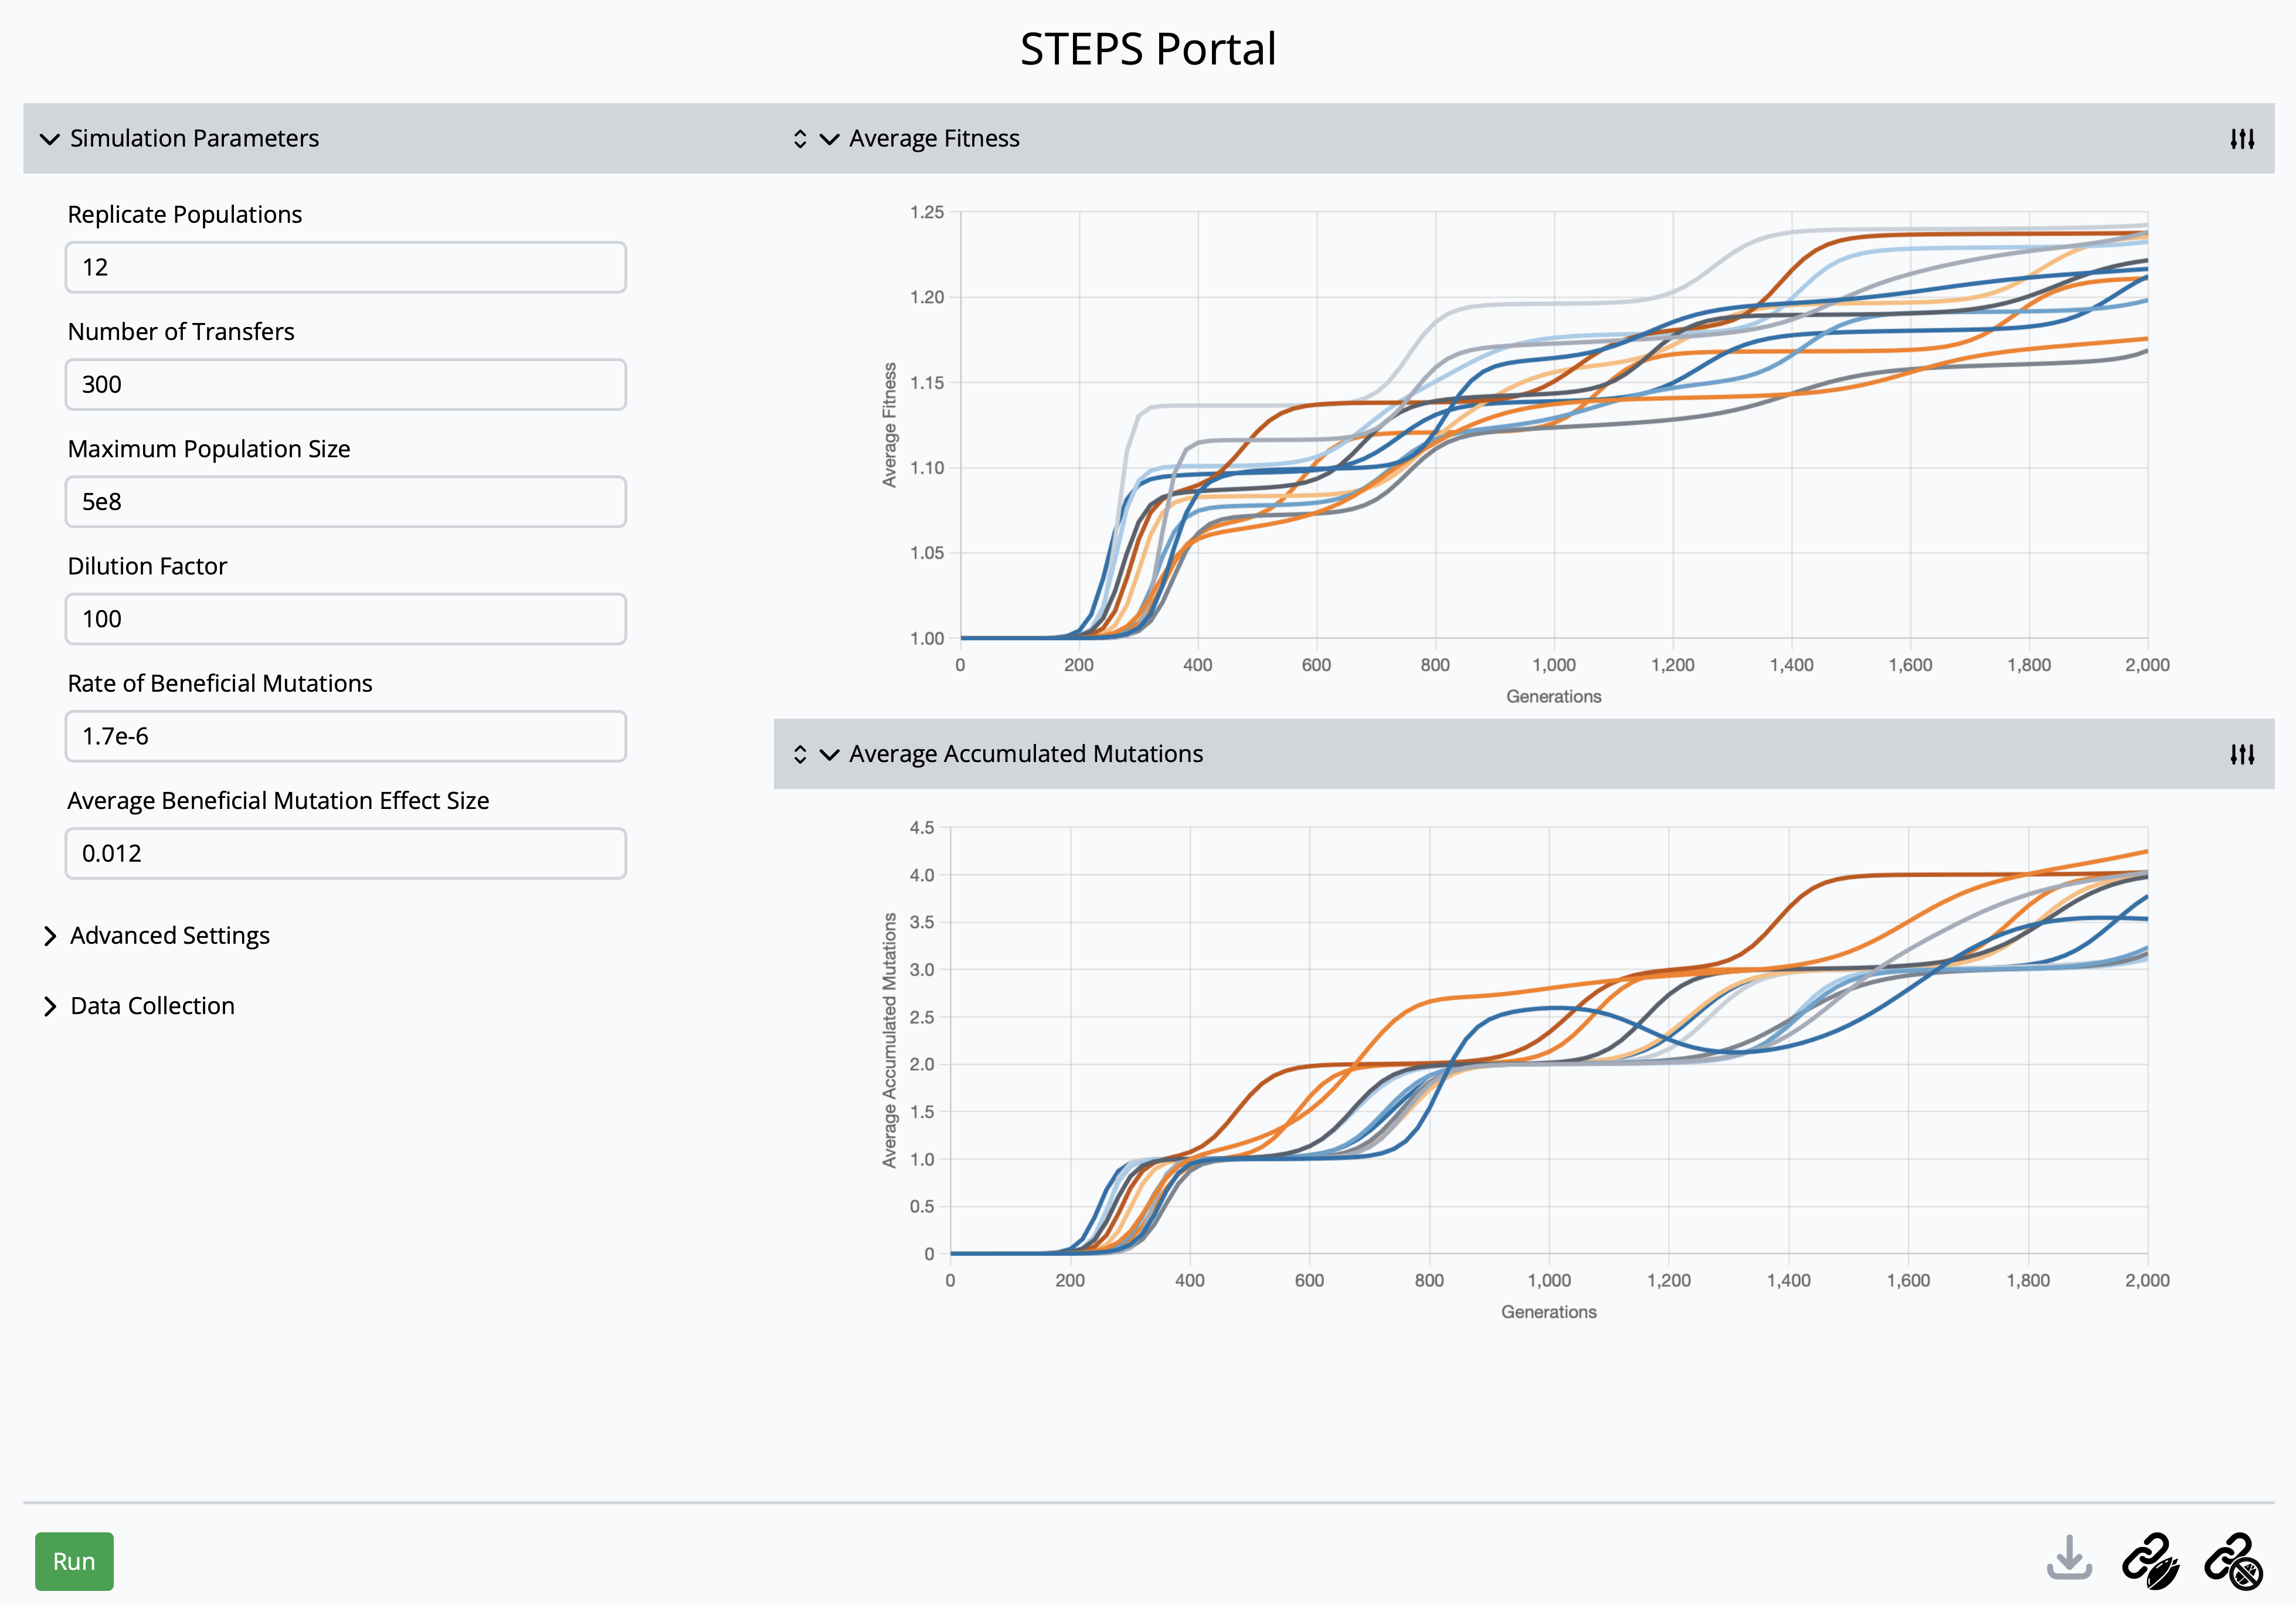 STEPS Portal
Simulation Parameters
Replicate Populations
12
Number of Transfers
300
Maximum Population Size
5e8
Dilution Factor
100
Rate of Beneficial Mutations
1.7e-6
Average Beneficial Mutation Effect Size
0.012
Advanced Settings
Data Collection
Average Fitness
1.25
1.20
1.15
1.10
1.05
1.00
Average Fitness
0 200 400 600 800 1,000 1,200 1,400 1,600 1,800 2,000
Generations
Average Accumulated Mutations
4.5
4.0
3.5
3.0
2.5
2.0
1.5
1.0
0.5
0
Average Accumulated Mutations
0 200 400 600 800 1,000 1,200 1,400 1,600 1,800 2,000
Generations
Run